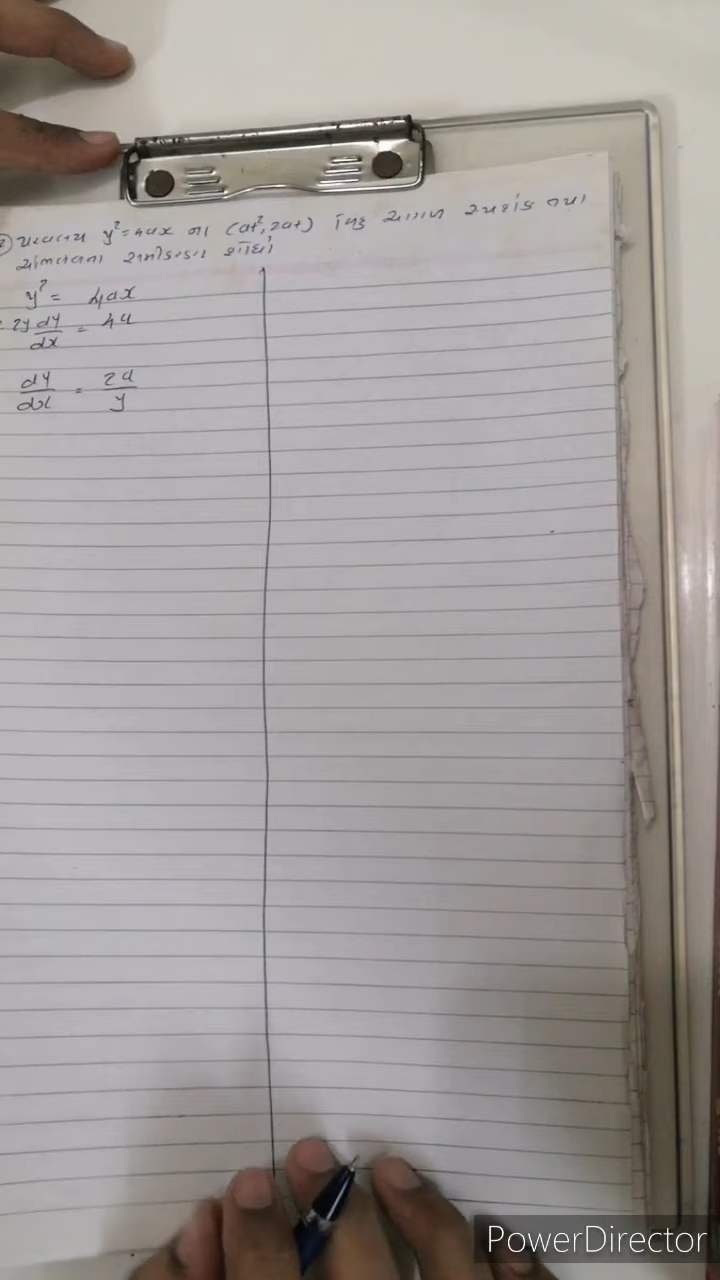 ② પરવલય y² = 4ax ના (at², 2at) બિંદુ આગળ સ્પર્શક તથા
અભિલંબના સમીકરણ શોધો
y² = 4ax
2y dy/dx = 4a
dy/dx = 2a/y
PowerDirector